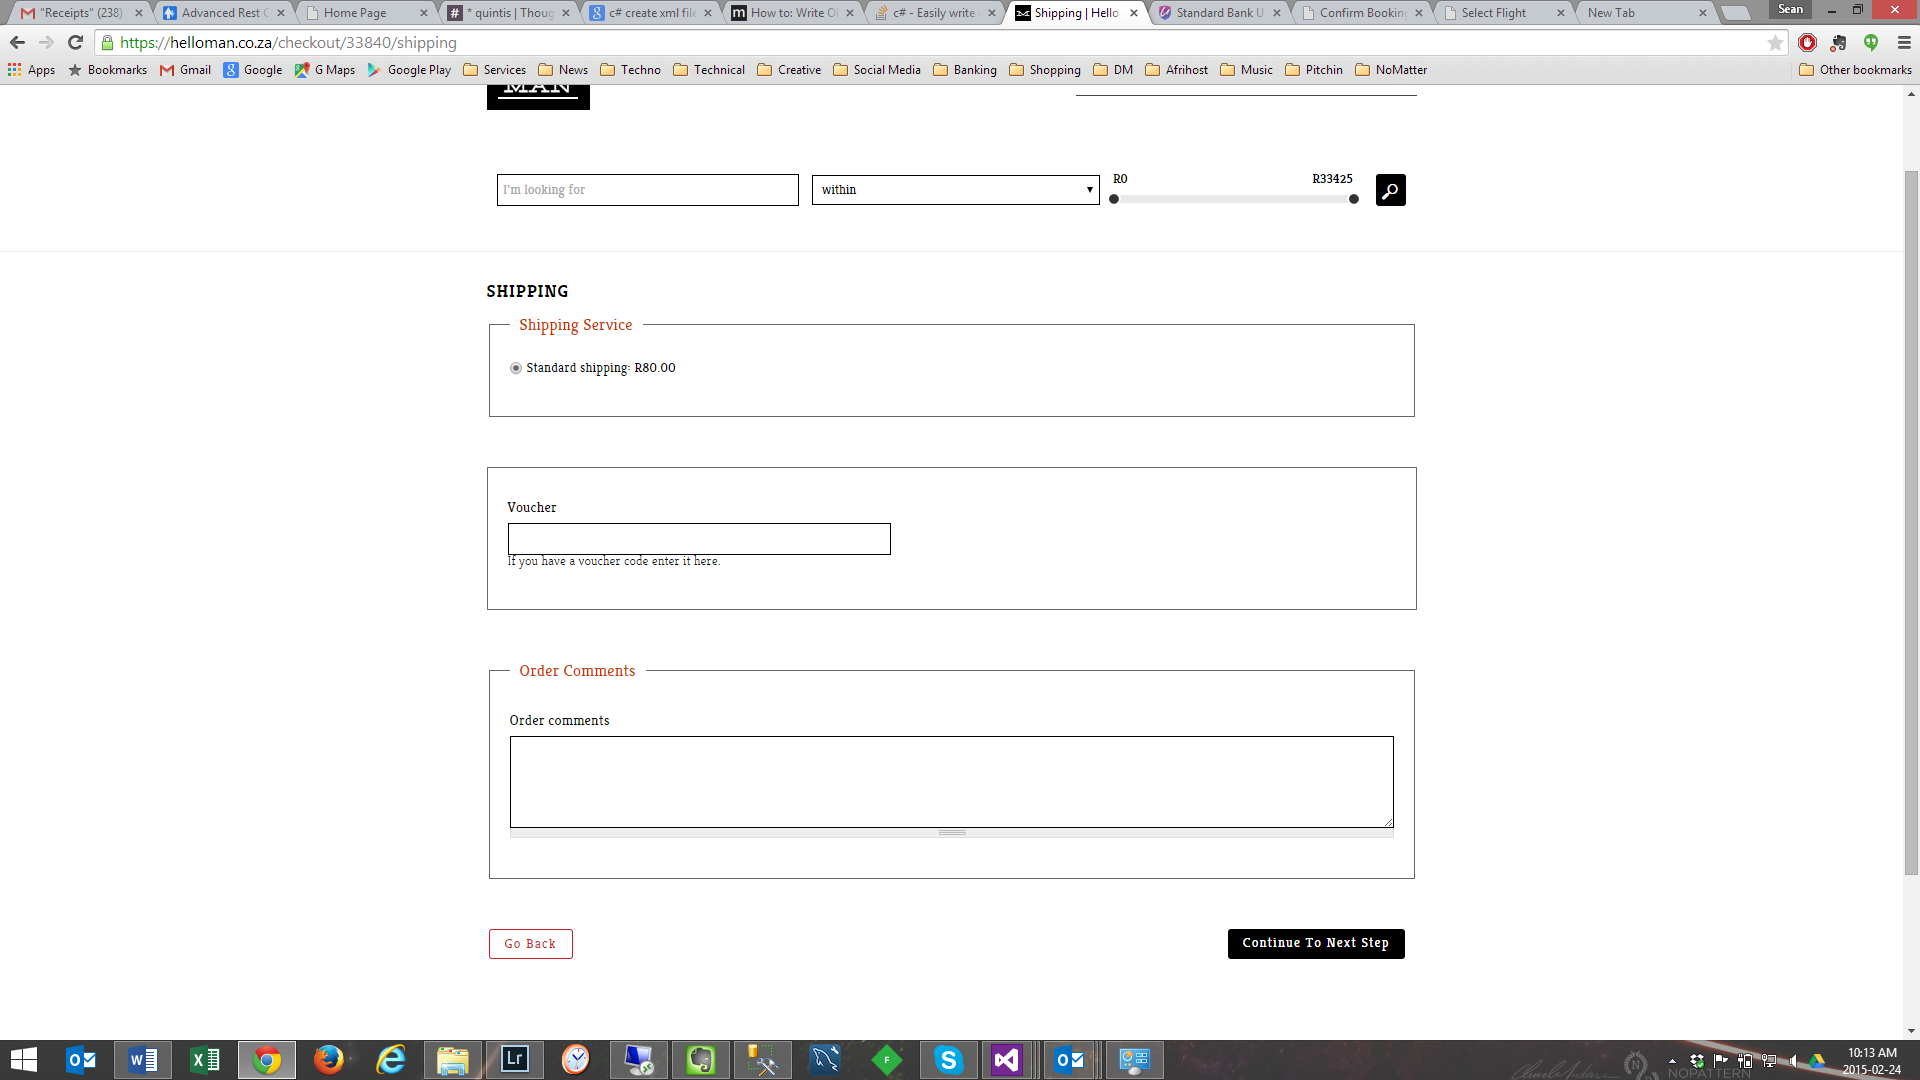 "Receipts" (238)
Advanced Rest C
Home Page
* quintis | Thoug
c# create xml file
How to: Write O
c# - Easily write
Shipping | Hello
Standard Bank U
Confirm Booking
Select Flight
New Tab
Sean
https://helloman.co.za/checkout/33840/shipping
Apps
Bookmarks
Gmail
Google
G Maps
Google Play
Services
News
Techno
Technical
Creative
Social Media
Banking
Shopping
DM
Afrihost
Music
Pitchin
NoMatter
Other bookmarks
MAN
I'm looking for
within
R0
R33425
SHIPPING
Shipping Service
Standard shipping: R80.00
Voucher
If you have a voucher code enter it here.
Order Comments
Order comments
Go Back
Continue To Next Step
Lr
NOPATTERN
10:13 AM
2015-02-24